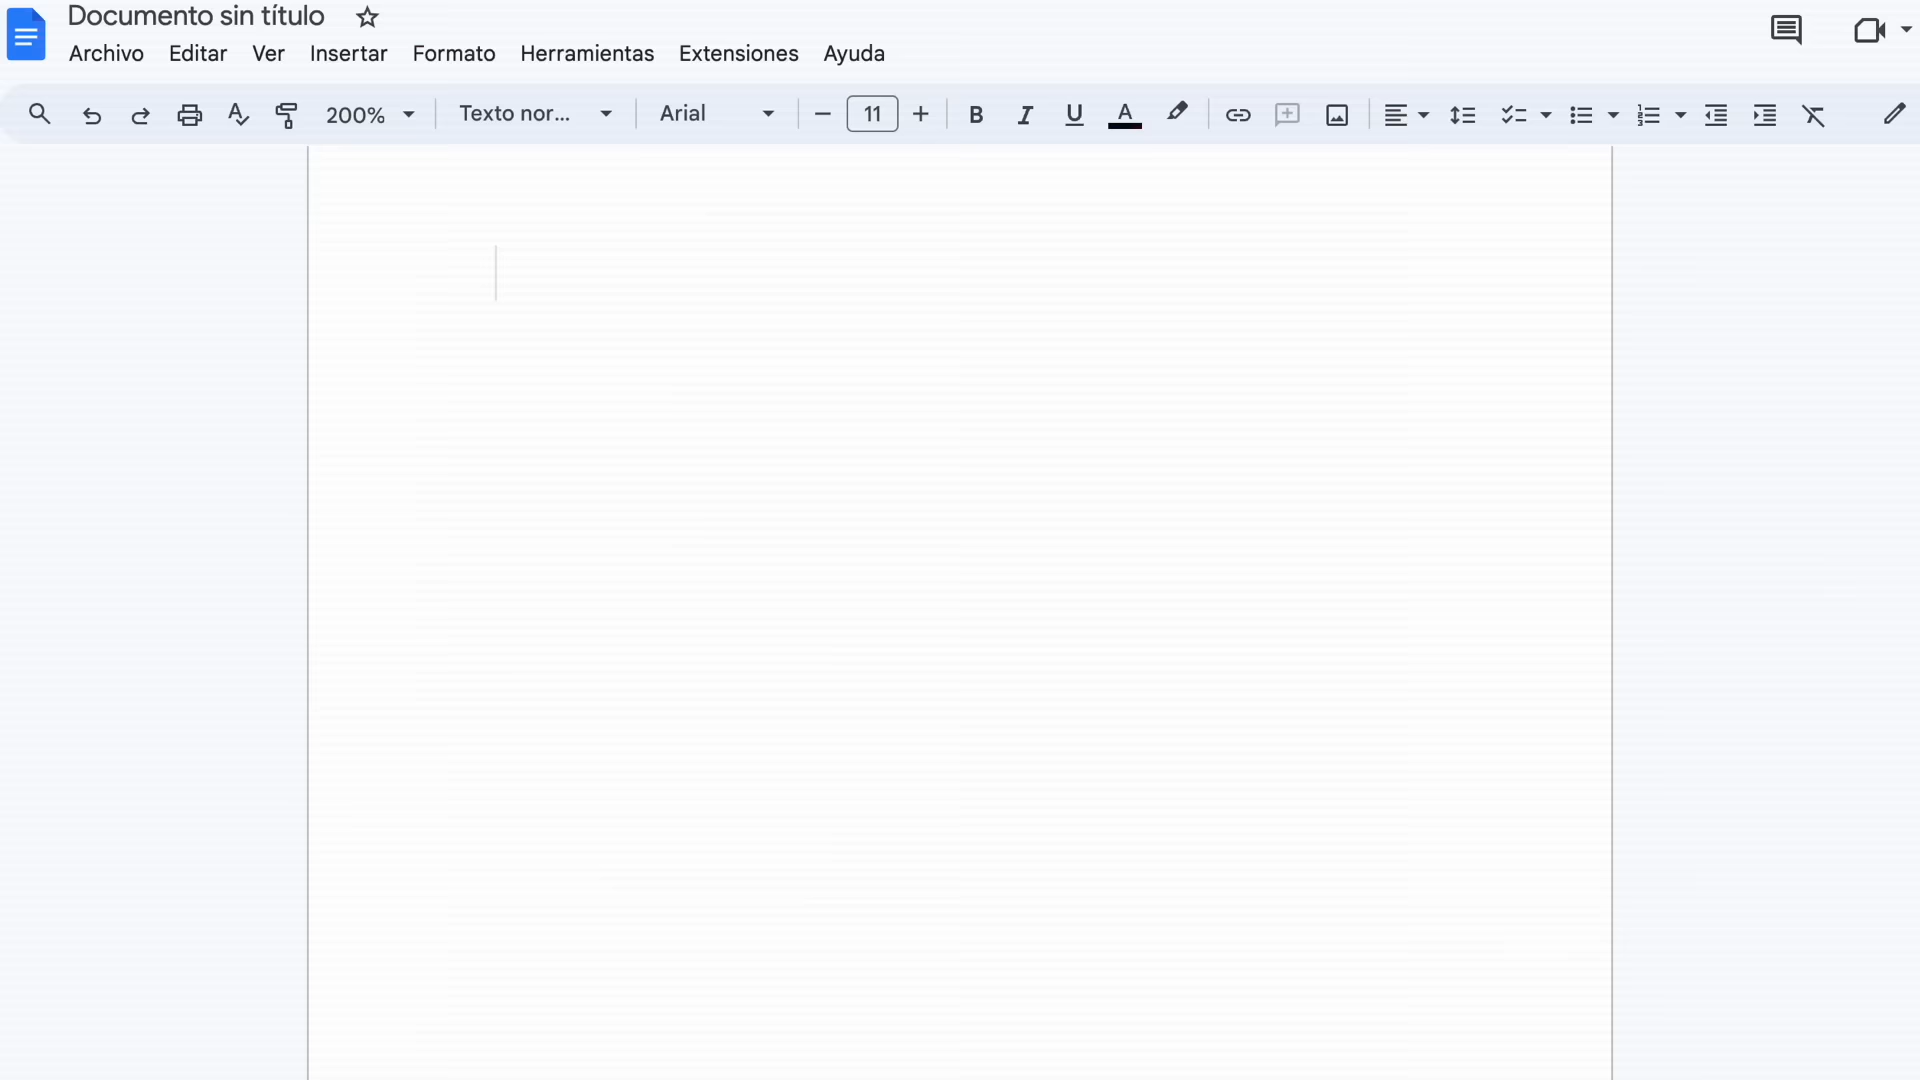 Documento sin título
Archivo Editar Ver Insertar Formato Herramientas Extensiones Ayuda
200% Texto nor... Arial 11